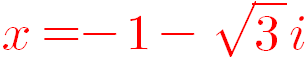 x = −1 − √3 i